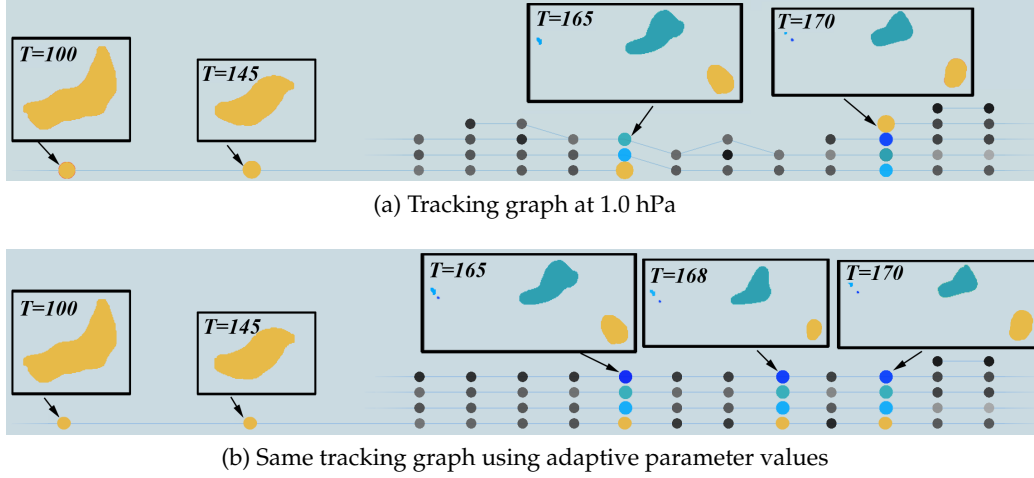 T=100
T=145
T=165
T=170
(a) Tracking graph at 1.0 hPa
T=100
T=145
T=165
T=168
T=170
(b) Same tracking graph using adaptive parameter values